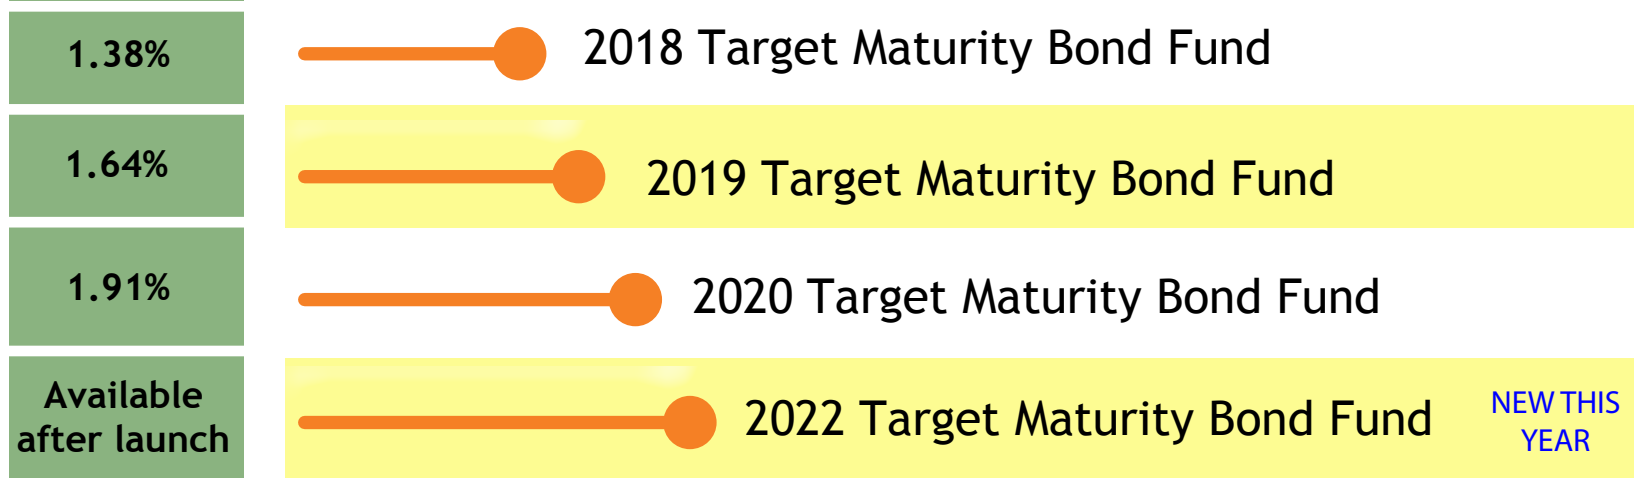 1.38%
2018 Target Maturity Bond Fund
1.64%
2019 Target Maturity Bond Fund
1.91%
2020 Target Maturity Bond Fund
Available
after launch
2022 Target Maturity Bond Fund
NEW THIS
YEAR